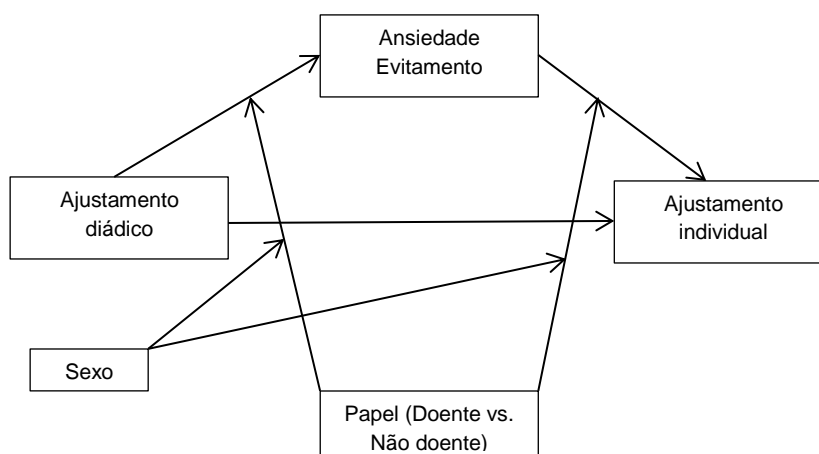 Ansiedade
Evitamento
Ajustamento
diádico
Ajustamento
individual
Sexo
Papel (Doente vs.
Não doente)